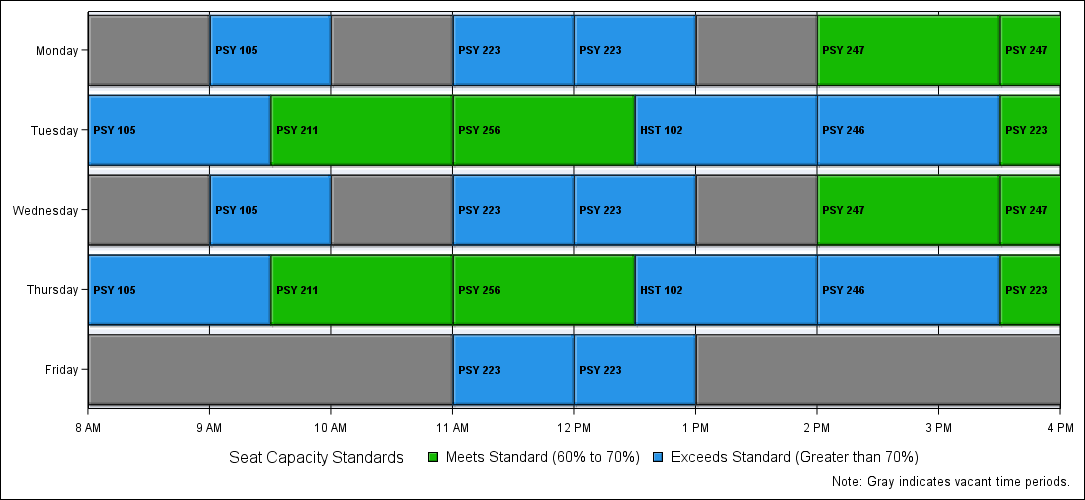 Monday PSY 105 PSY 223 PSY 223 PSY 247 PSY 247
Tuesday PSY 105 PSY 211 PSY 256 HST 102 PSY 246 PSY 223
Wednesday PSY 105 PSY 223 PSY 223 PSY 247 PSY 247
Thursday PSY 105 PSY 211 PSY 256 HST 102 PSY 246 PSY 223
Friday PSY 223 PSY 223
8 AM 9 AM 10 AM 11 AM 12 PM 1 PM 2 PM 3 PM 4 PM
Seat Capacity Standards Meets Standard (60% to 70%) Exceeds Standard (Greater than 70%)
Note: Gray indicates vacant time periods.